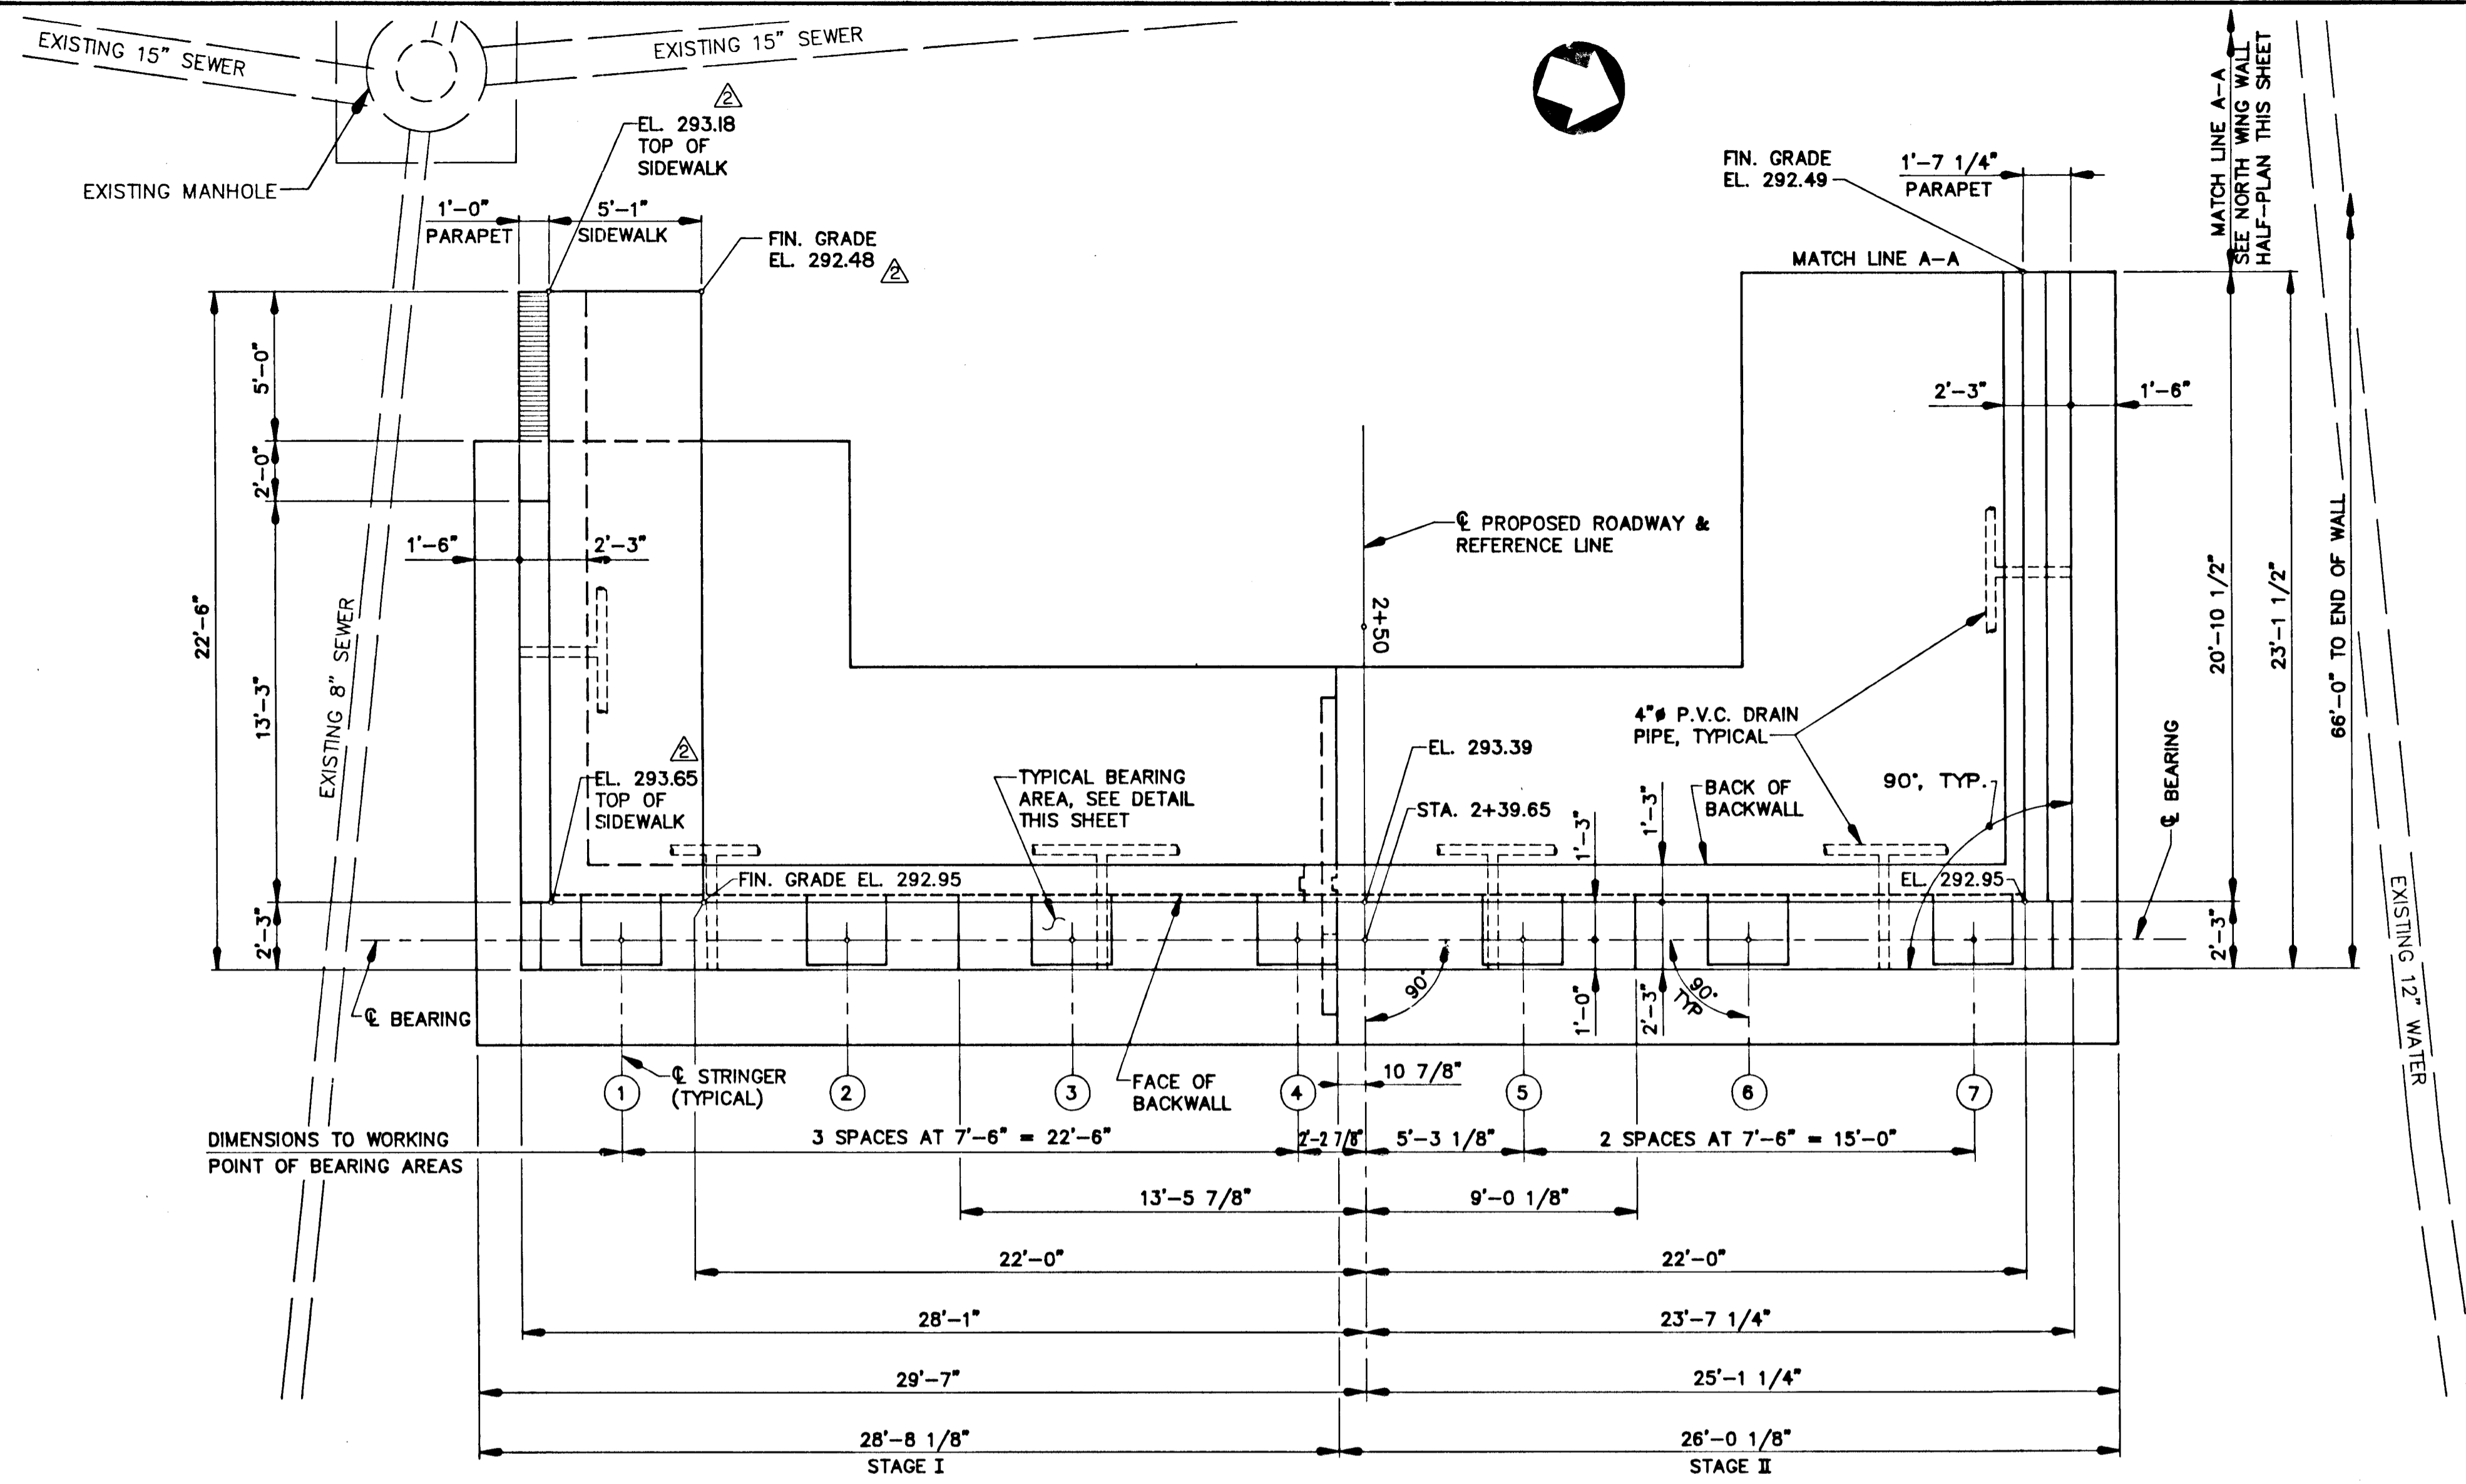 EXISTING 15" SEWER
EXISTING 15" SEWER
2
EL. 293.18
TOP OF
SIDEWALK
EXISTING MANHOLE
1'-0"
PARAPET
5'-1"
SIDEWALK
FIN. GRADE
EL. 292.48
2
FIN. GRADE
EL. 292.49
1'-7 1/4"
PARAPET
MATCH LINE A-A
MATCH LINE A-A
SEE NORTH WING WALL
HALF-PLAN THIS SHEET
22'-6"
5'-0"
2'-0"
13'-3"
2'-3"
EXISTING 8" SEWER
1'-6"
2'-3"
2'-3"
1'-6"
℄ PROPOSED ROADWAY &
REFERENCE LINE
2+50
20'-10 1/2"
23'-1 1/2"
66'-0" TO END OF WALL
2'-3"
4"ø P.V.C. DRAIN
PIPE, TYPICAL
2
EL. 293.65
TOP OF
SIDEWALK
TYPICAL BEARING
AREA, SEE DETAIL
THIS SHEET
EL. 293.39
STA. 2+39.65
1'-3"
1'-3"
BACK OF
BACKWALL
90°, TYP.
℄ BEARING
FIN. GRADE EL. 292.95
EL. 292.95
EXISTING 12" WATER
℄ BEARING
90°
1'-0"
2'-3"
90°
TYP
℄ STRINGER
(TYPICAL)
FACE OF
BACKWALL
10 7/8"
1
2
3
4
5
6
7
DIMENSIONS TO WORKING
POINT OF BEARING AREAS
3 SPACES AT 7'-6" = 22'-6"
2'-2 7/8"
5'-3 1/8"
2 SPACES AT 7'-6" = 15'-0"
13'-5 7/8"
9'-0 1/8"
22'-0"
22'-0"
28'-1"
23'-7 1/4"
29'-7"
25'-1 1/4"
28'-8 1/8"
STAGE I
26'-0 1/8"
STAGE II